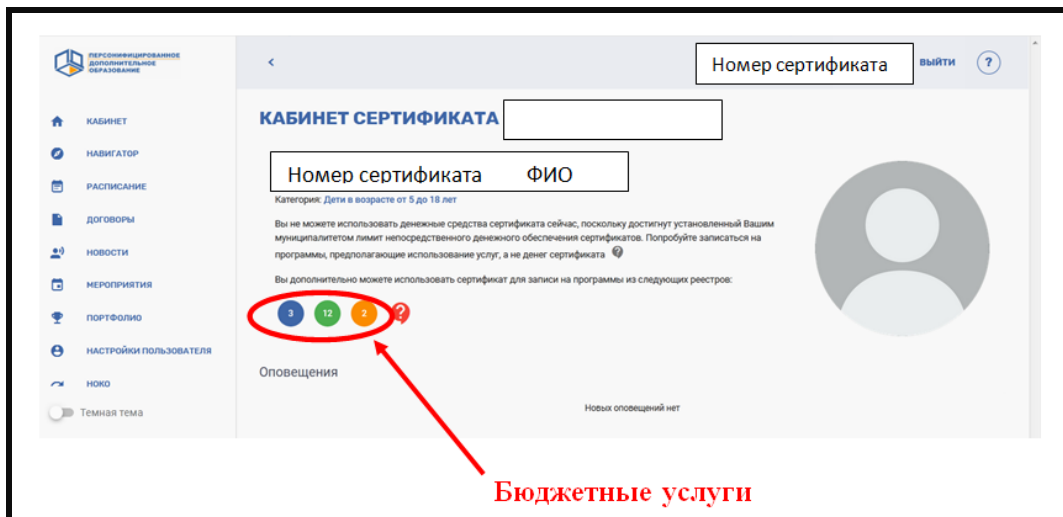 ПЕРСОНИФИЦИРОВАННОЕ
ДОПОЛНИТЕЛЬНОЕ
ОБРАЗОВАНИЕ
Номер сертификата
ВЫЙТИ
?
КАБИНЕТ
НАВИГАТОР
РАСПИСАНИЕ
ДОГОВОРЫ
НОВОСТИ
МЕРОПРИЯТИЯ
ПОРТФОЛИО
НАСТРОЙКИ ПОЛЬЗОВАТЕЛЯ
НОКО
Темная тема
КАБИНЕТ СЕРТИФИКАТА
Номер сертификата ФИО
Категория: Дети в возрасте от 5 до 18 лет
Вы не можете использовать денежные средства сертификата сейчас, поскольку достигнут установленный Вашим
муниципалитетом лимит непосредственного денежного обеспечения сертификатов. Попробуйте записаться на
программы, предполагающие использование услуг, а не денег сертификата ?
Вы дополнительно можете использовать сертификат для записи на программы из следующих реестров:
3 12 2 ?
Оповещения
Новых оповещений нет
Бюджетные услуги